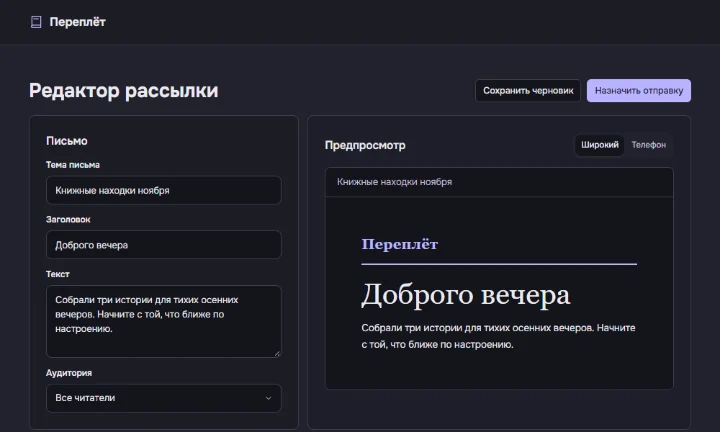 Переплёт
Редактор рассылки
Сохранить черновик
Назначить отправку
Письмо
Тема письма
Книжные находки ноября
Заголовок
Доброго вечера
Текст
Собрали три истории для тихих осенних
вечеров. Начните с той, что ближе по
настроению.
Аудитория
Все читатели
Предпросмотр
Широкий
Телефон
Книжные находки ноября
Переплёт
Доброго вечера
Собрали три истории для тихих осенних вечеров. Начните
с той, что ближе по настроению.